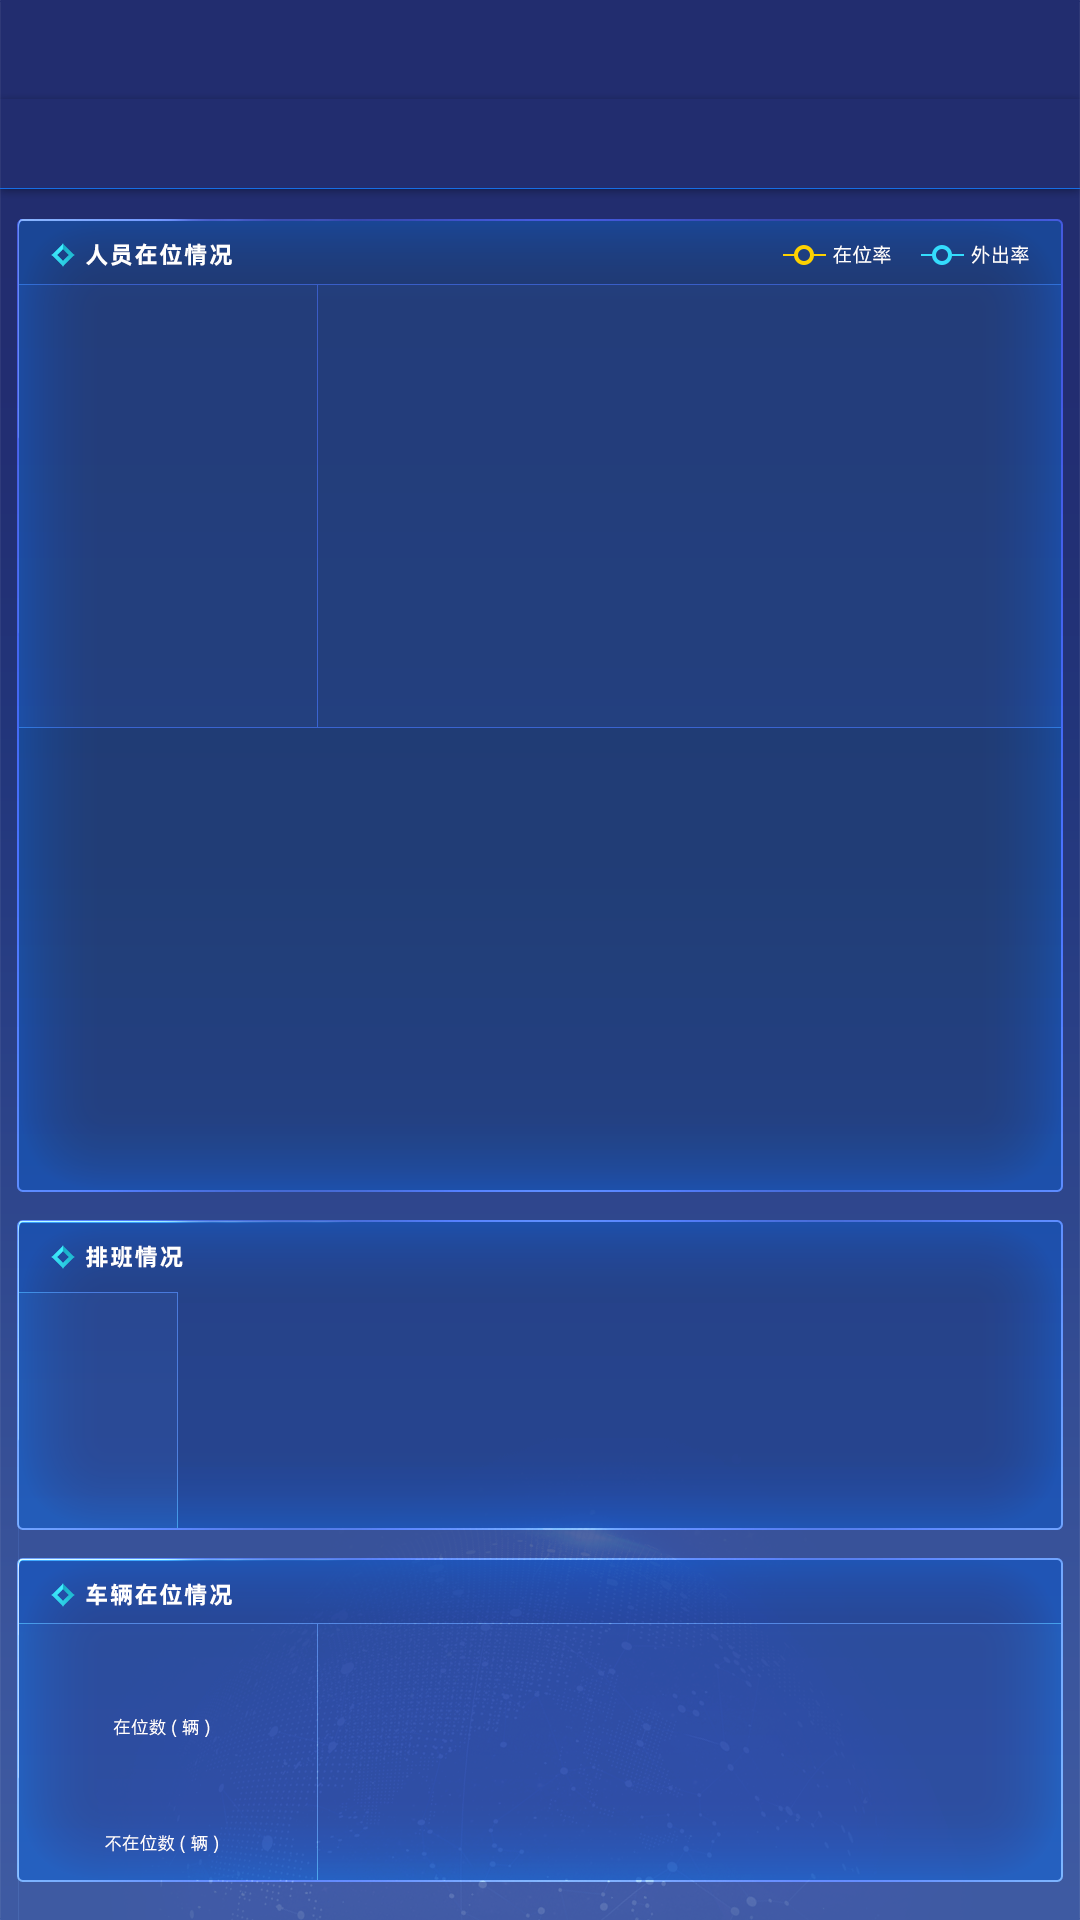 人员在位情况
在位率
外出率
排班情况
车辆在位情况
在位数(辆)
不在位数(辆)